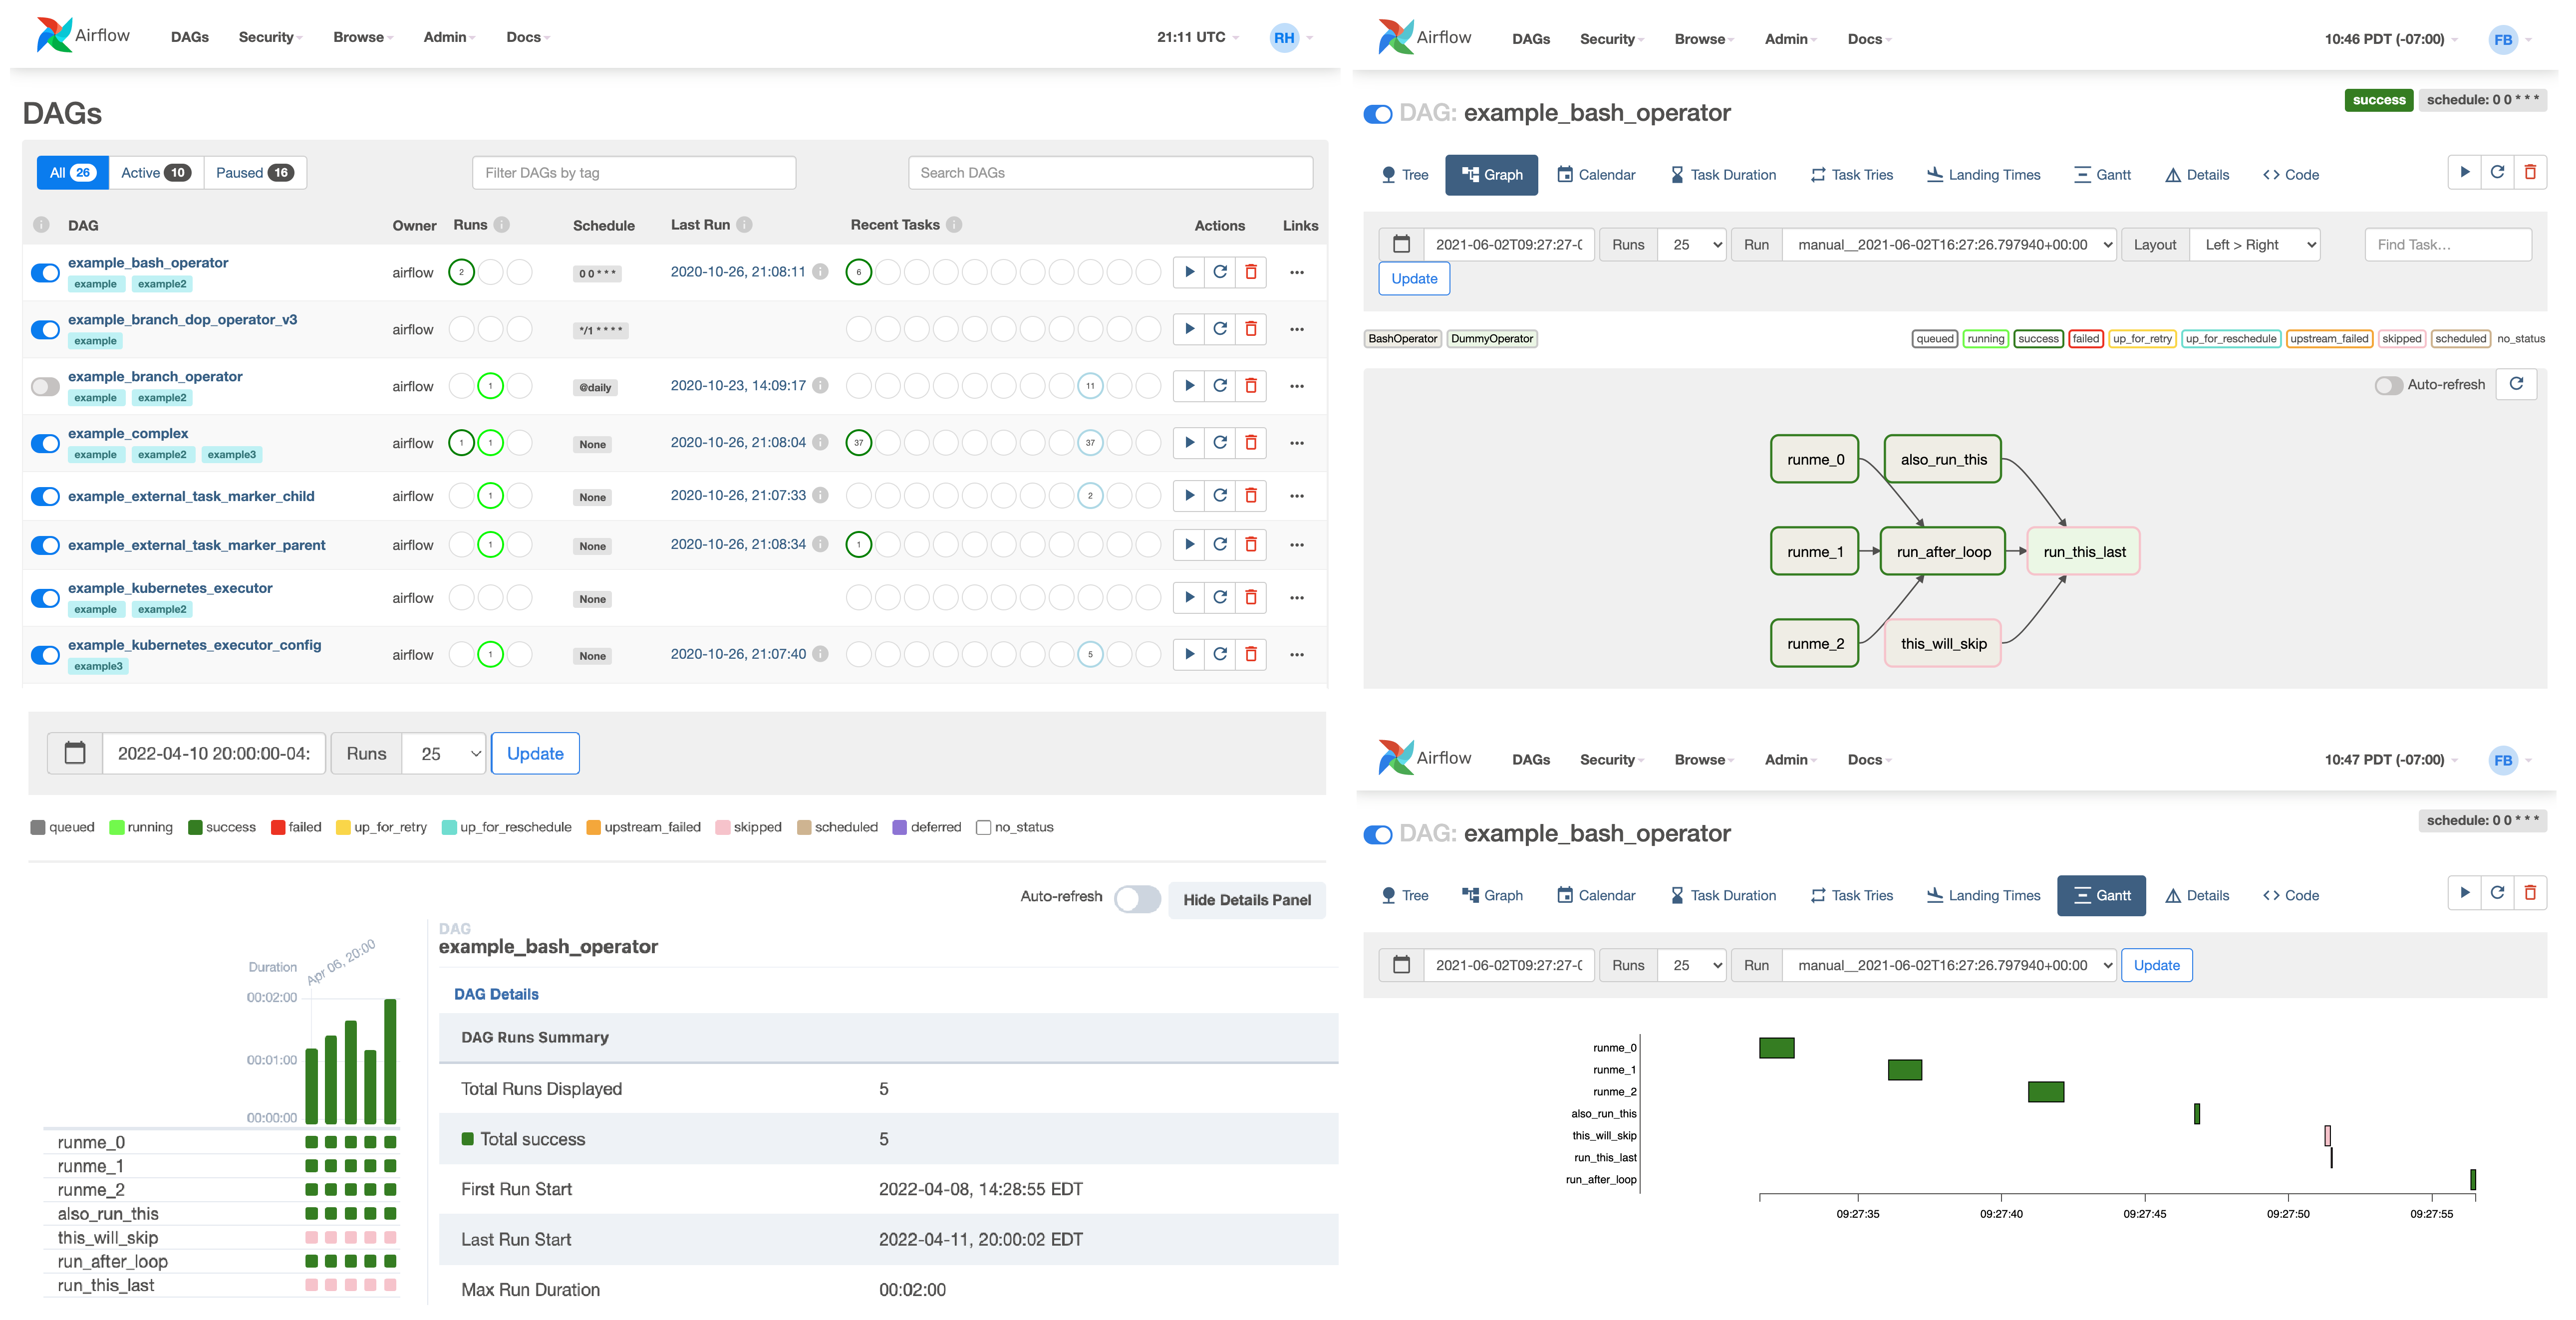 Airflow DAGs Security Browse Admin Docs 21:11 UTC RH
DAGs
All 26 Active 10 Paused 16 Filter DAGs by tag Search DAGs
DAG Owner Runs Schedule Last Run Recent Tasks Actions Links
example_bash_operator airflow 2 0 0 * * * 2020-10-26, 21:08:11 6
example example2
example_branch_dop_operator_v3 airflow */1 * * * *
example
example_branch_operator airflow 1 @daily 2020-10-23, 14:09:17 11
example example2
example_complex airflow 1 1 None 2020-10-26, 21:08:04 37 37
example example2 example3
example_external_task_marker_child airflow 1 None 2020-10-26, 21:07:33 2
example_external_task_marker_parent airflow 1 None 2020-10-26, 21:08:34 1
example_kubernetes_executor airflow None
example example2
example_kubernetes_executor_config airflow 1 None 2020-10-26, 21:07:40 5
example3
2022-04-10 20:00:00-04: Runs 25 Update
queued running success failed up_for_retry up_for_reschedule upstream_failed skipped scheduled deferred no_status
Auto-refresh Hide Details Panel
Duration Apr 06, 20:00
00:02:00
00:01:00
00:00:00
runme_0
runme_1
runme_2
also_run_this
this_will_skip
run_after_loop
run_this_last
DAG
example_bash_operator
DAG Details
DAG Runs Summary
Total Runs Displayed 5
Total success 5
First Run Start 2022-04-08, 14:28:55 EDT
Last Run Start 2022-04-11, 20:00:02 EDT
Max Run Duration 00:02:00
Airflow DAGs Security Browse Admin Docs 10:46 PDT (-07:00) FB
success schedule: 0 0 * * *
DAG: example_bash_operator
Tree Graph Calendar Task Duration Task Tries Landing Times Gantt Details Code
2021-06-02T09:27:27-0 Runs 25 Run manual__2021-06-02T16:27:26.797940+00:00 Layout Left > Right Find Task...
Update
BashOperator DummyOperator queued running success failed up_for_retry up_for_reschedule upstream_failed skipped scheduled no_status
Auto-refresh
runme_0 also_run_this
runme_1 run_after_loop run_this_last
runme_2 this_will_skip
Airflow DAGs Security Browse Admin Docs 10:47 PDT (-07:00) FB
schedule: 0 0 * * *
DAG: example_bash_operator
Tree Graph Calendar Task Duration Task Tries Landing Times Gantt Details Code
2021-06-02T09:27:27-0 Runs 25 Run manual__2021-06-02T16:27:26.797940+00:00 Update
runme_0
runme_1
runme_2
also_run_this
this_will_skip
run_this_last
run_after_loop
09:27:35 09:27:40 09:27:45 09:27:50 09:27:55